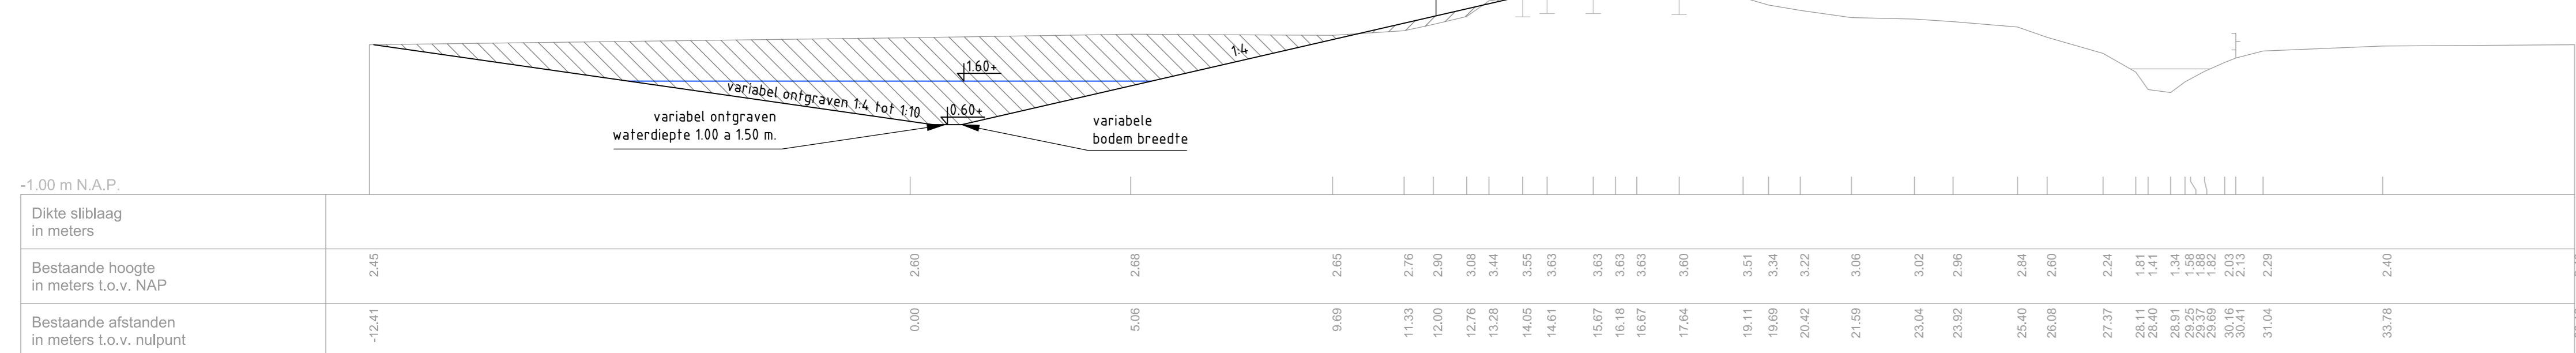 1:4
1.60+
variabel ontgraven 1:4 tot 1:10
0.60+
variabel ontgraven
waterdiepte 1.00 a 1.50 m.
variabele
bodem breedte
-1.00 m N.A.P.
Dikte sliblaag
in meters
Bestaande hoogte
in meters t.o.v. NAP
2.45 2.60 2.68 2.65 2.76 2.90 3.08 3.44 3.55 3.63 3.63 3.63 3.63 3.60 3.51 3.34 3.22 3.06 3.02 2.96 2.84 2.60 2.24 1.81 1.41 1.34 1.58 1.88 1.82 2.03 2.13 2.29 2.40
Bestaande afstanden
in meters t.o.v. nulpunt
-12.41 0.00 5.06 9.69 11.33 12.00 12.76 13.28 14.05 14.61 15.67 16.18 16.67 17.64 19.11 19.69 20.42 21.59 23.04 23.92 25.40 26.08 27.37 28.11 28.40 28.91 29.25 29.37 29.69 30.16 30.41 31.04 33.78